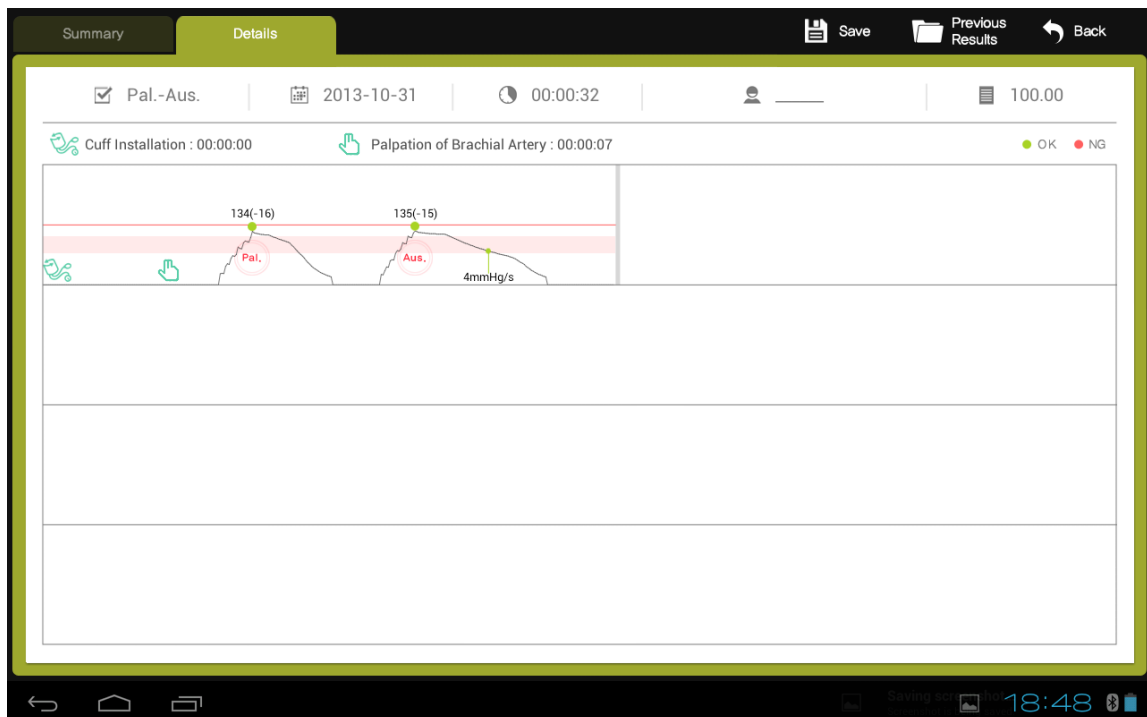 Summary
Details
Save
Previous
Results
Back
Pal.-Aus.
2013-10-31
00:00:32
100.00
Cuff Installation : 00:00:00
Palpation of Brachial Artery : 00:00:07
OK
NG
134(-16)
135(-15)
Pal.
Aus.
4mmHg/s
Saving screenshot
18:48